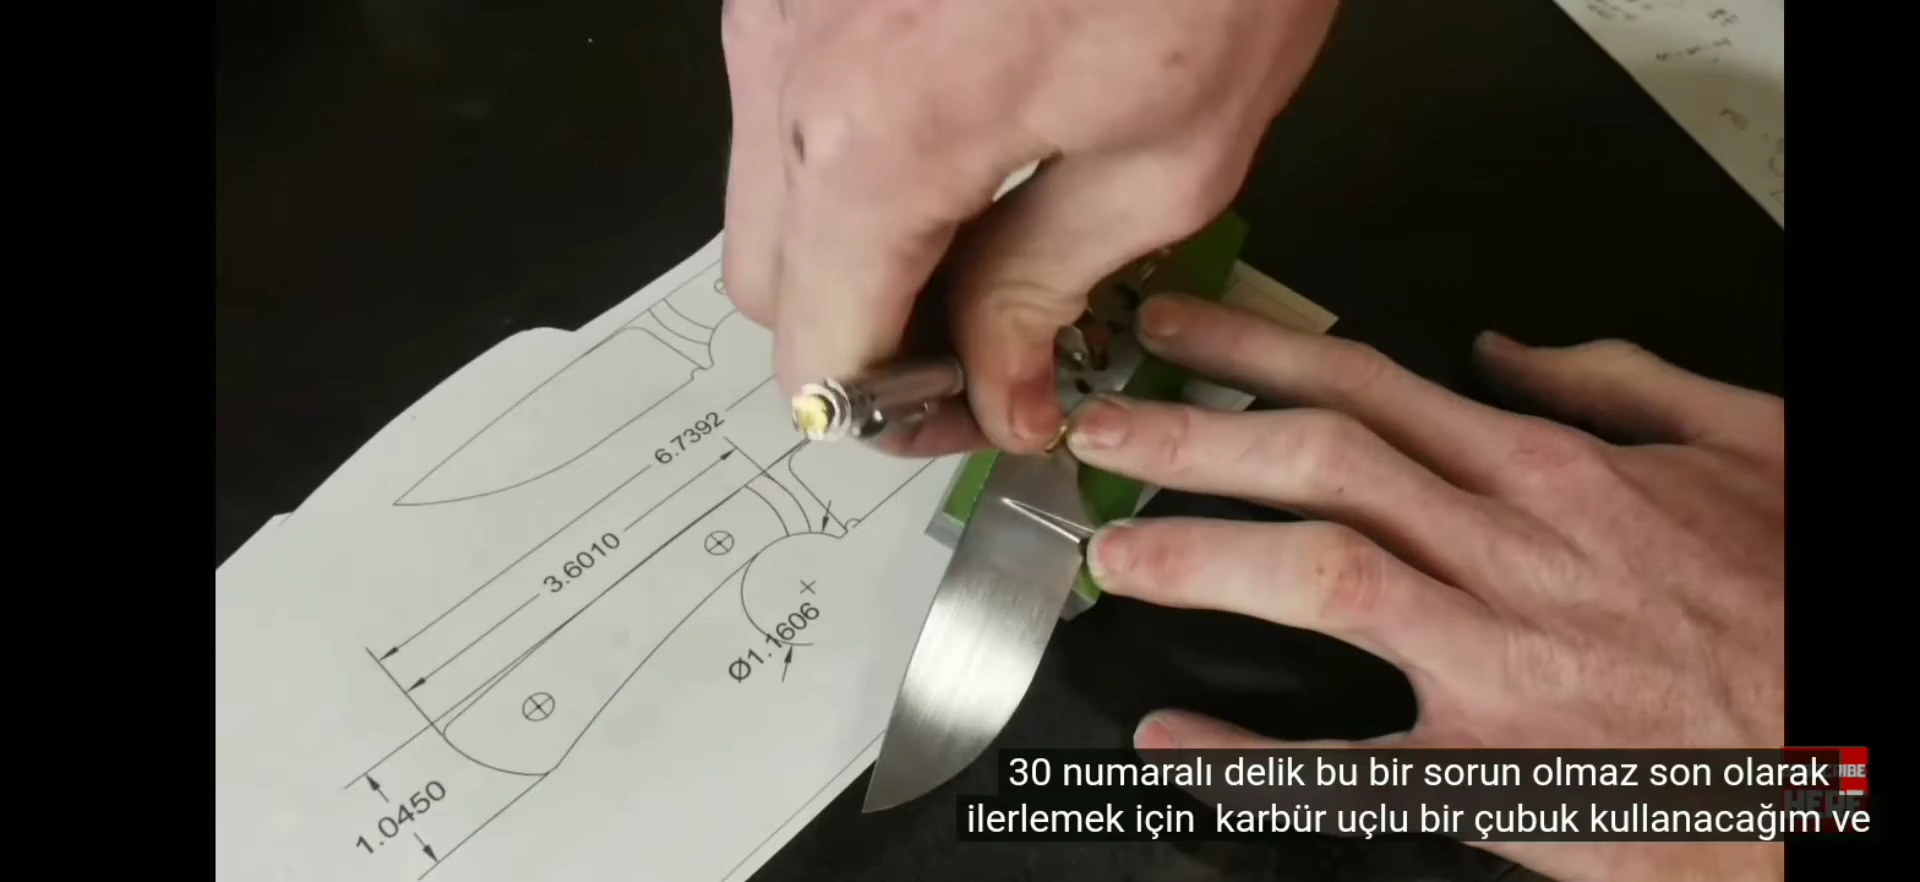 6.7392
3.6010
Ø1.1606
1.0450
30 numaralı delik bu bir sorun olmaz son olarak
ilerlemek için karbür uçlu bir çubuk kullanacağım ve